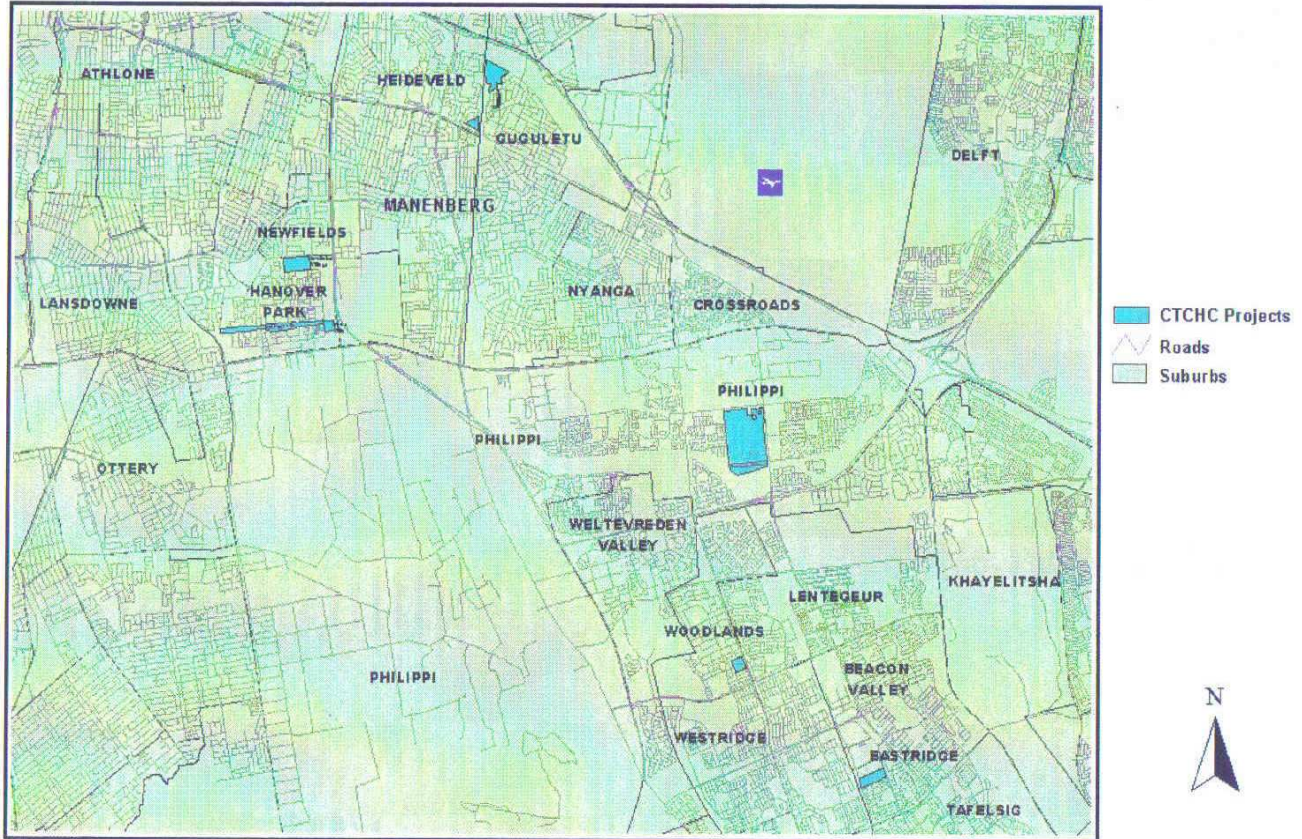 ATHLONE
HEIDEVELD
GUGULETU
DELFT
MANENBERG
NEWFIELDS
LANSDOWNE
HANOVER
PARK
NYANGA
CROSSROADS
PHILIPPI
PHILIPPI
OTTERY
WELTEVREDEN
VALLEY
KHAYELITSHA
LENTEGEUR
WOODLANDS
BEACON
VALLEY
PHILIPPI
WESTRIDGE
EASTRIDGE
TAFELSIG
CTCHC Projects
Roads
Suburbs
N